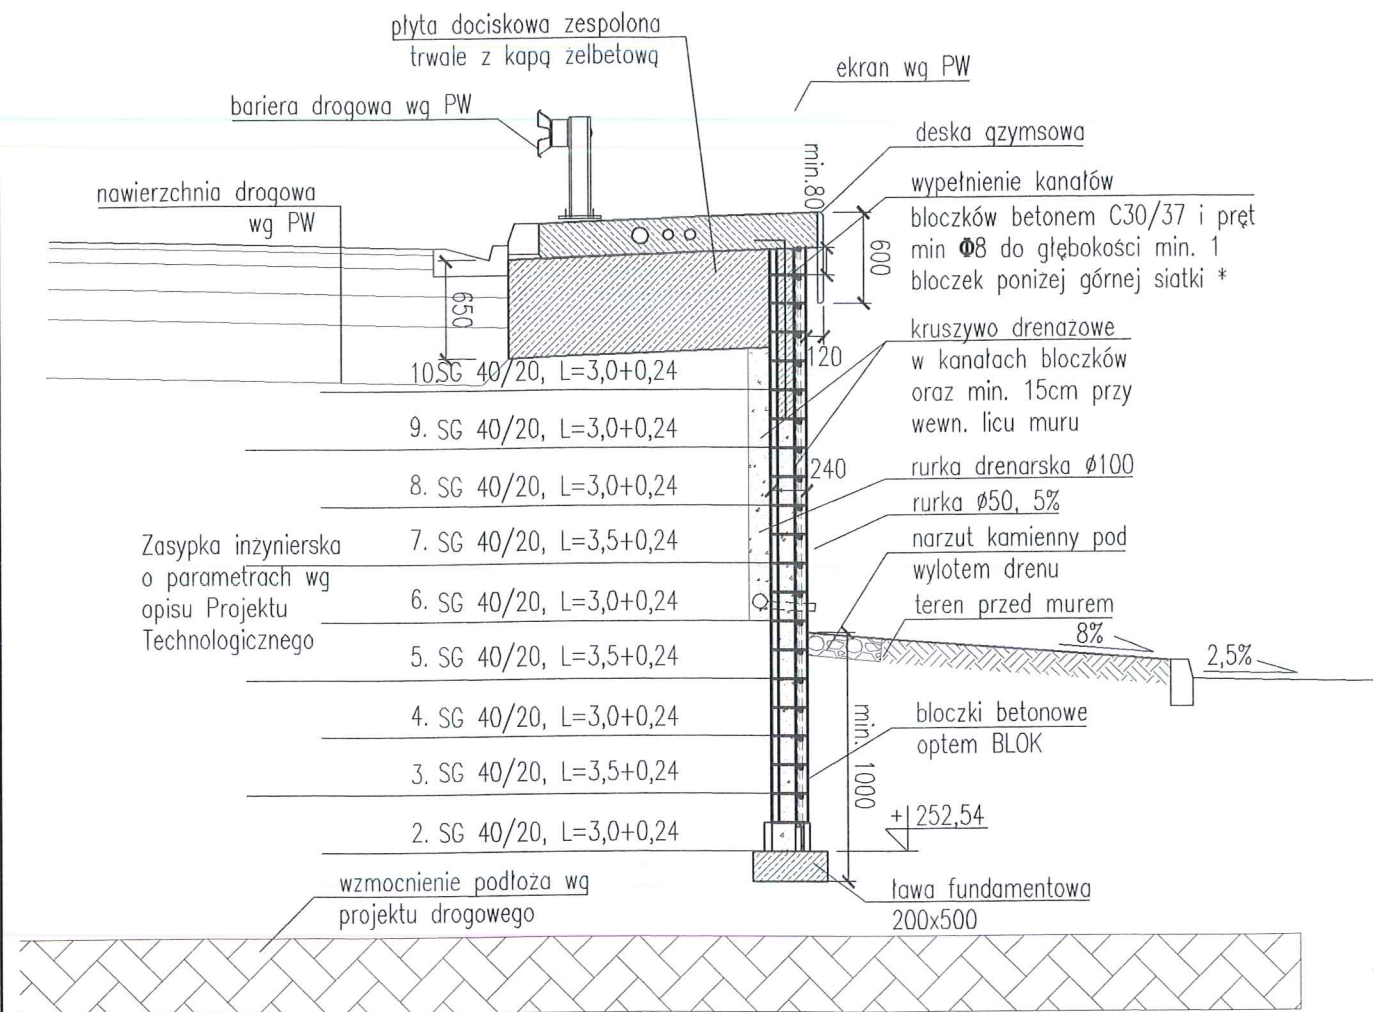 płyta dociskowa zespolona
trwale z kapą żelbetową
ekran wg PW
bariera drogowa wg PW
deska gzymsowa
min.80
nawierzchnia drogowa
wg PW
wypełnienie kanałów
bloczków betonem C30/37 i pręt
min Φ8 do głębokości min. 1
bloczek poniżej górnej siatki *
600
650
kruszywo drenażowe
w kanałach bloczków
oraz min. 15cm przy
wewn. licu muru
120
10.SG 40/20, L=3,0+0,24
9. SG 40/20, L=3,0+0,24
240
rurka drenarska ø100
8. SG 40/20, L=3,0+0,24
rurka ø50, 5%
7. SG 40/20, L=3,5+0,24
narzut kamienny pod
wylotem drenu
Zasypka inżynierska
o parametrach wg
opisu Projektu
Technologicznego
6. SG 40/20, L=3,0+0,24
teren przed murem
8%
2,5%
5. SG 40/20, L=3,5+0,24
4. SG 40/20, L=3,0+0,24
bloczki betonowe
optem BLOK
min. 1000
3. SG 40/20, L=3,5+0,24
+252,54
2. SG 40/20, L=3,0+0,24
wzmocnienie podłoża wg
projektu drogowego
ława fundamentowa
200x500